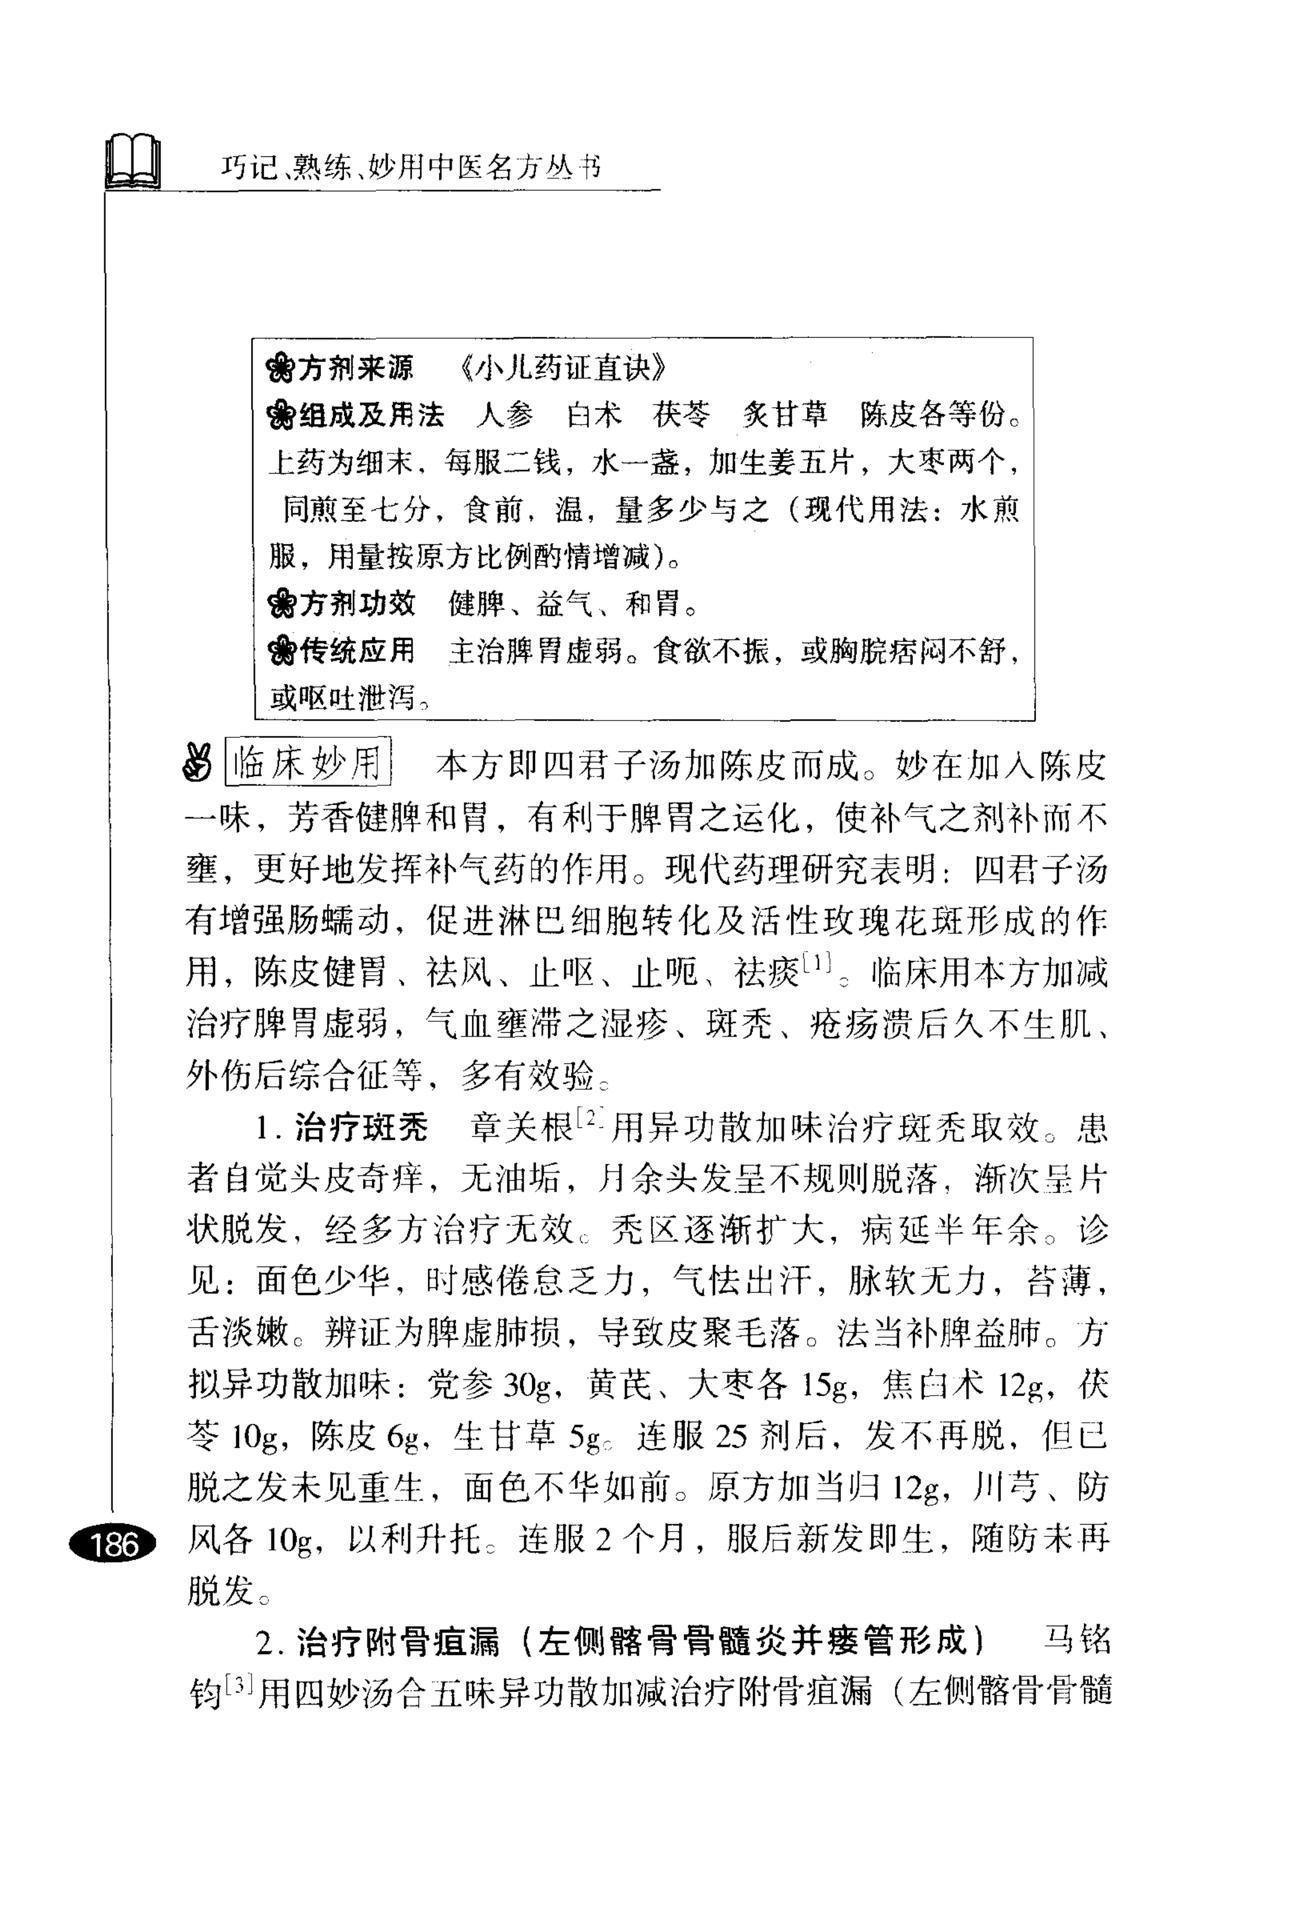 巧记、熟练、妙用中医名方丛书
方剂来源 《小儿药证直诀》
组成及用法 人参 白术 茯苓 炙甘草 陈皮各等份。
上药为细末，每服二钱，水一盏，加生姜五片，大枣两个，
同煎至七分，食前，温，量多少与之（现代用法：水煎
服，用量按原方比例酌情增减）。
方剂功效 健脾、益气、和胃。
传统应用 主治脾胃虚弱。食欲不振，或胸脘痞闷不舒，
或呕吐泄泻。
临床妙用 本方即四君子汤加陈皮而成。妙在加入陈皮
一味，芳香健脾和胃，有利于脾胃之运化，使补气之剂补而不
壅，更好地发挥补气药的作用。现代药理研究表明：四君子汤
有增强肠蠕动，促进淋巴细胞转化及活性玫瑰花斑形成的作
用，陈皮健胃、祛风、止呕、止呃、祛痰[1]。临床用本方加减
治疗脾胃虚弱，气血壅滞之湿疹、斑秃、疮疡溃后久不生肌、
外伤后综合征等，多有效验。
1. 治疗斑秃 章关根[2]用异功散加味治疗斑秃取效。患
者自觉头皮奇痒，无油垢，月余头发呈不规则脱落，渐次呈片
状脱发，经多方治疗无效。秃区逐渐扩大，病延半年余。诊
见：面色少华，时感倦怠乏力，气怯出汗，脉软无力，苔薄，
舌淡嫩。辨证为脾虚肺损，导致皮聚毛落。法当补脾益肺。方
拟异功散加味：党参 30g，黄芪、大枣各 15g，焦白术 12g，茯
苓 10g，陈皮 6g，生甘草 5g。连服 25 剂后，发不再脱，但已
脱之发未见重生，面色不华如前。原方加当归 12g，川芎、防
风各 10g，以利升托。连服 2 个月，服后新发即生，随防未再
脱发。
186
2. 治疗附骨疽漏（左侧髂骨骨髓炎并瘘管形成） 马铭
钧[3]用四妙汤合五味异功散加减治疗附骨疽漏（左侧髂骨骨髓